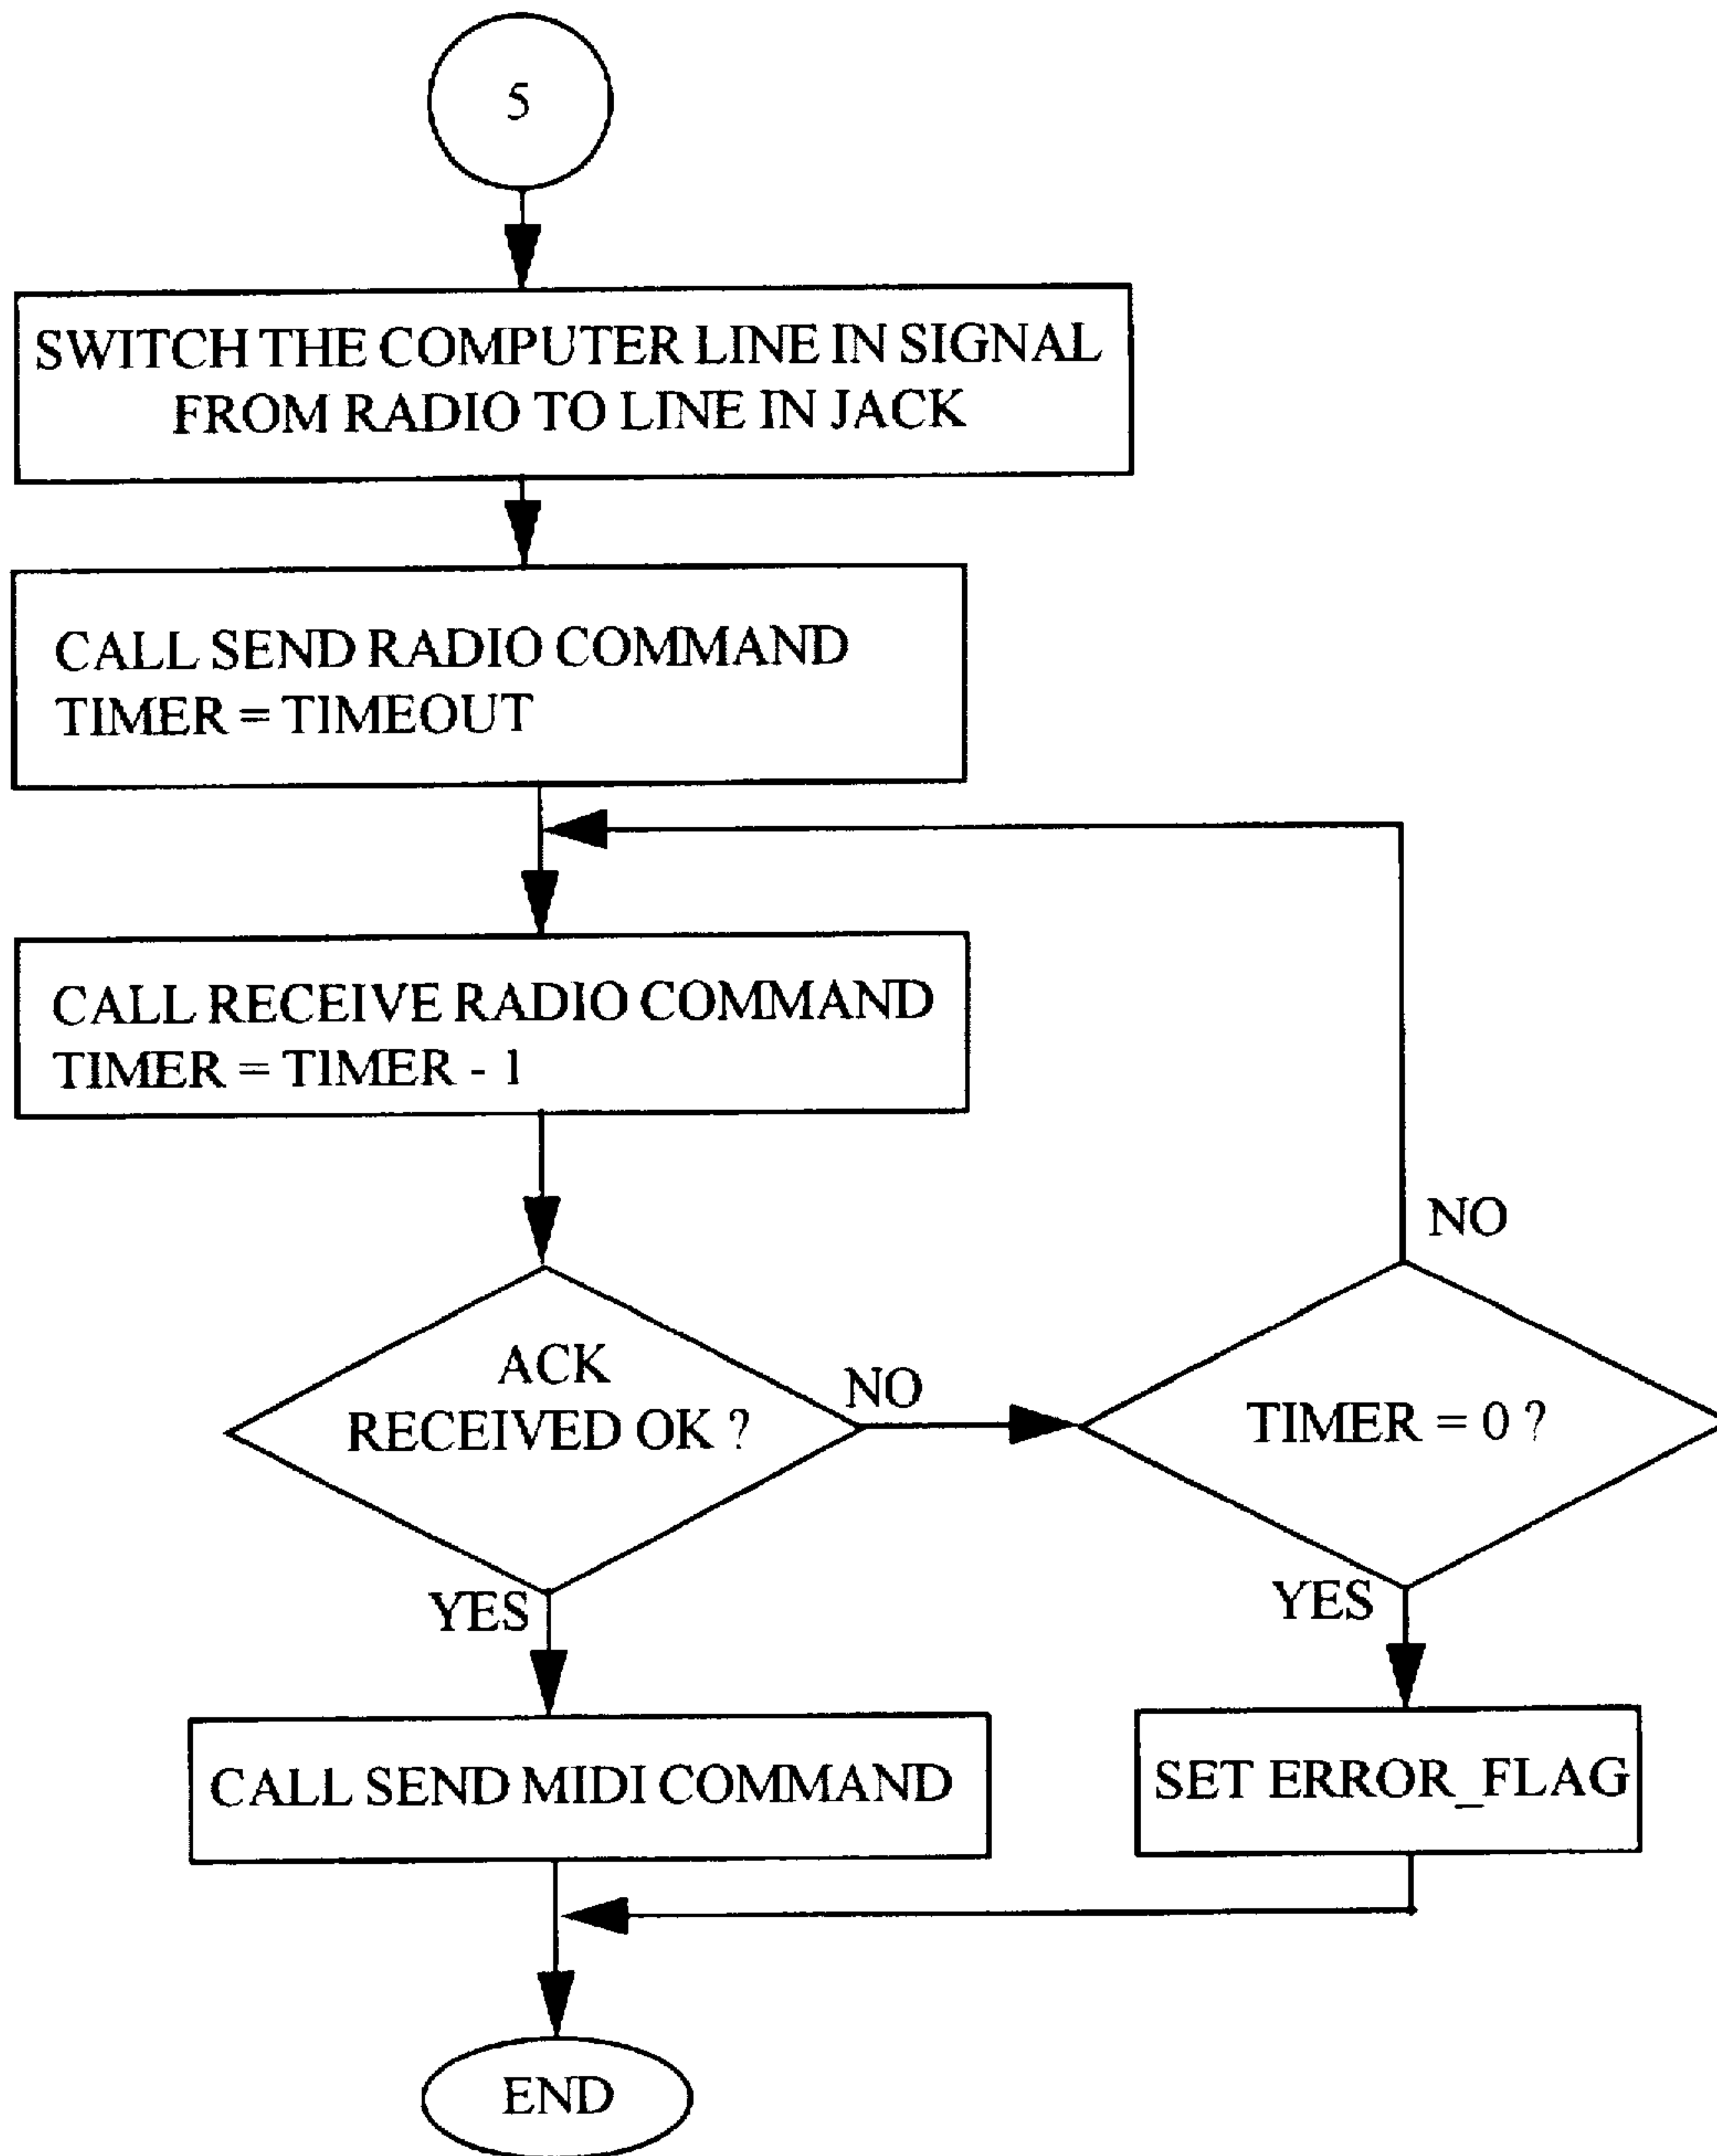 5
SWITCH THE COMPUTER LINE IN SIGNAL
FROM RADIO TO LINE IN JACK
CALL SEND RADIO COMMAND
TIMER = TIMEOUT
CALL RECEIVE RADIO COMMAND
TIMER = TIMER - 1
NO
ACK
RECEIVED OK ?
NO
TIMER = 0 ?
YES
YES
CALL SEND MIDI COMMAND
SET ERROR_FLAG
END